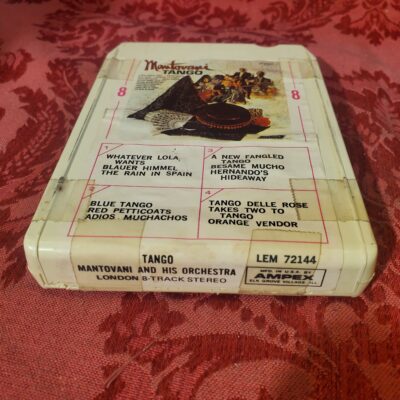 Mantovani
TANGO
8
8
1
WHATEVER LOLA
WANTS
BLAUER HIMMEL
THE RAIN IN SPAIN
3
A NEW FANGLED
TANGO
BESAME MUCHO
HERNANDO'S
HIDEAWAY
2
BLUE TANGO
RED PETTICOATS
ADIOS MUCHACHOS
4
TANGO DELLE ROSE
TAKES TWO TO
TANGO
ORANGE VENDOR
TANGO
MANTOVANI AND HIS ORCHESTRA
LONDON 8-TRACK STEREO
LEM 72144
MFG. IN U.S.A. BY
AMPEX
ELK GROVE VILLAGE, ILL.